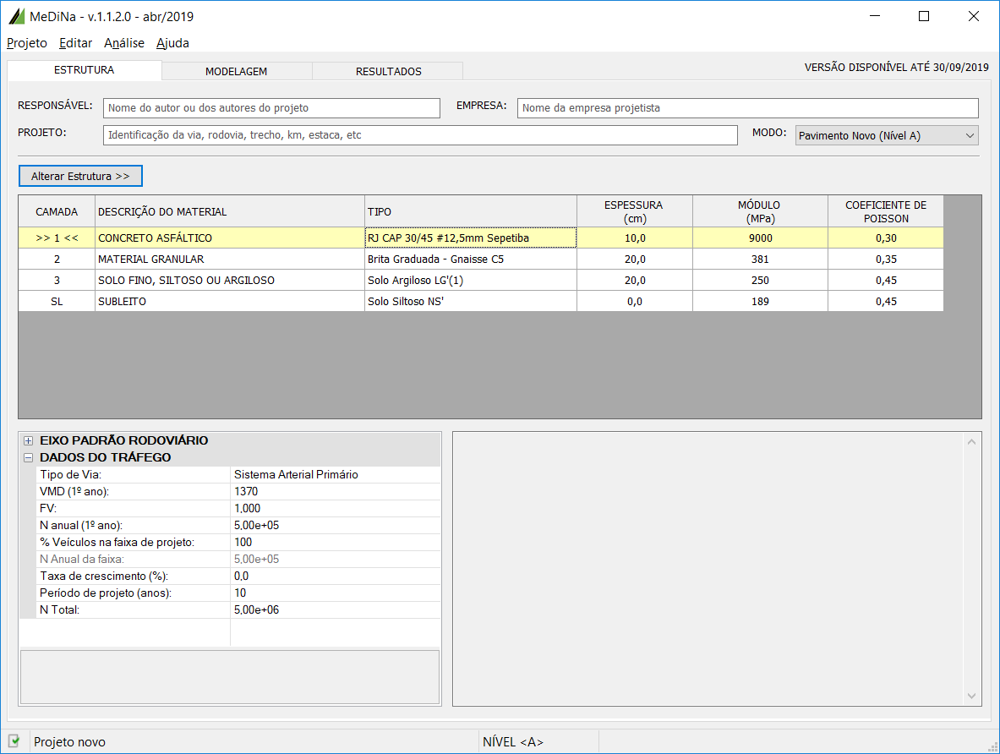 MeDiNa - v.1.1.2.0 - abr/2019
Projeto Editar Análise Ajuda
ESTRUTURA MODELAGEM RESULTADOS VERSÃO DISPONÍVEL ATÉ 30/09/2019
RESPONSÁVEL: Nome do autor ou dos autores do projeto EMPRESA: Nome da empresa projetista
PROJETO: Identificação da via, rodovia, trecho, km, estaca, etc MODO: Pavimento Novo (Nível A)
Alterar Estrutura >>
CAMADA DESCRIÇÃO DO MATERIAL TIPO ESPESSURA (cm) MÓDULO (MPa) COEFICIENTE DE POISSON
>> 1 << CONCRETO ASFÁLTICO RJ CAP 30/45 #12,5mm Sepetiba 10,0 9000 0,30
2 MATERIAL GRANULAR Brita Graduada - Gnaisse C5 20,0 381 0,35
3 SOLO FINO, SILTOSO OU ARGILOSO Solo Argiloso LG'(1) 20,0 250 0,45
SL SUBLEITO Solo Siltoso NS' 0,0 189 0,45
EIXO PADRÃO RODOVIÁRIO
DADOS DO TRÁFEGO
Tipo de Via: Sistema Arterial Primário
VMD (1º ano): 1370
FV: 1,000
N anual (1º ano): 5,00e+05
% Veículos na faixa de projeto: 100
N Anual da faixa: 5,00e+05
Taxa de crescimento (%): 0,0
Período de projeto (anos): 10
N Total: 5,00e+06
Projeto novo NÍVEL <A>